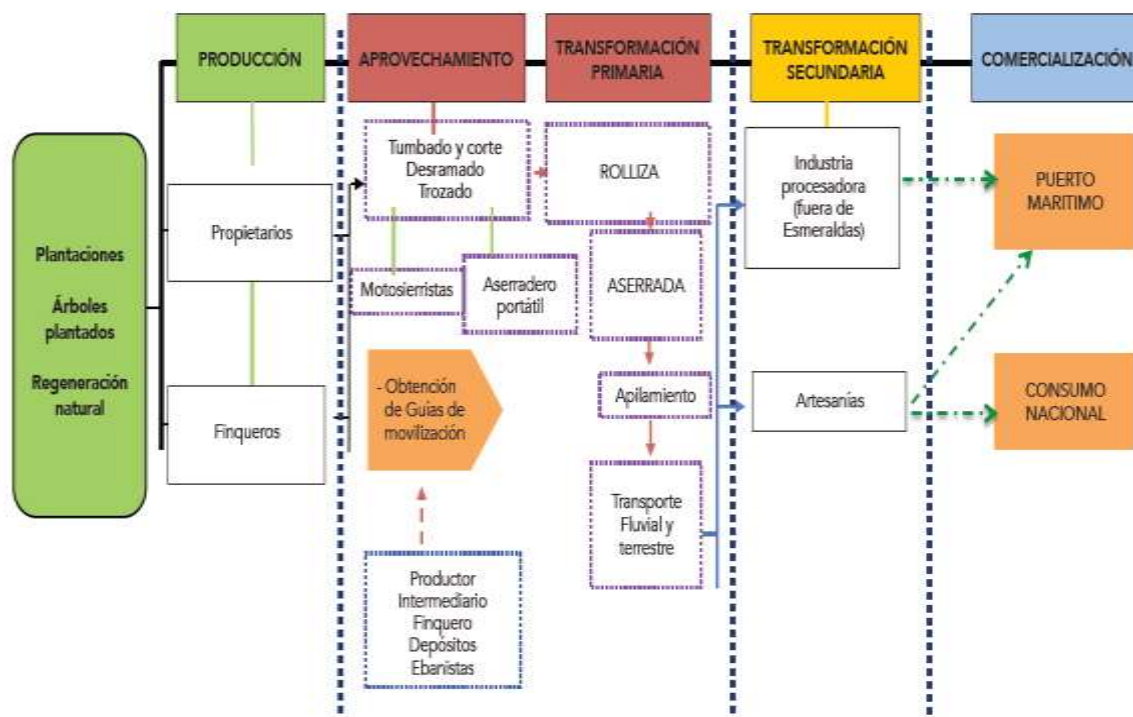 PRODUCCIÓN
APROVECHAMIENTO
TRANSFORMACIÓN
PRIMARIA
TRANSFORMACIÓN
SECUNDARIA
COMERCIALIZACIÓN
Plantaciones
Árboles
plantados
Regeneración
natural
Propietarios
Finqueros
Tumbado y corte
Desramado
Trozado
Motosierristas
Aserradero
portátil
- Obtención
de Guías de
movilización
Productor
Intermediario
Finquero
Depósitos
Ebanistas
ROLLIZA
ASERRADA
Apilamiento
Transporte
Fluvial y
terrestre
Industria
procesadora
(fuera de
Esmeraldas)
Artesanías
PUERTO
MARITIMO
CONSUMO
NACIONAL